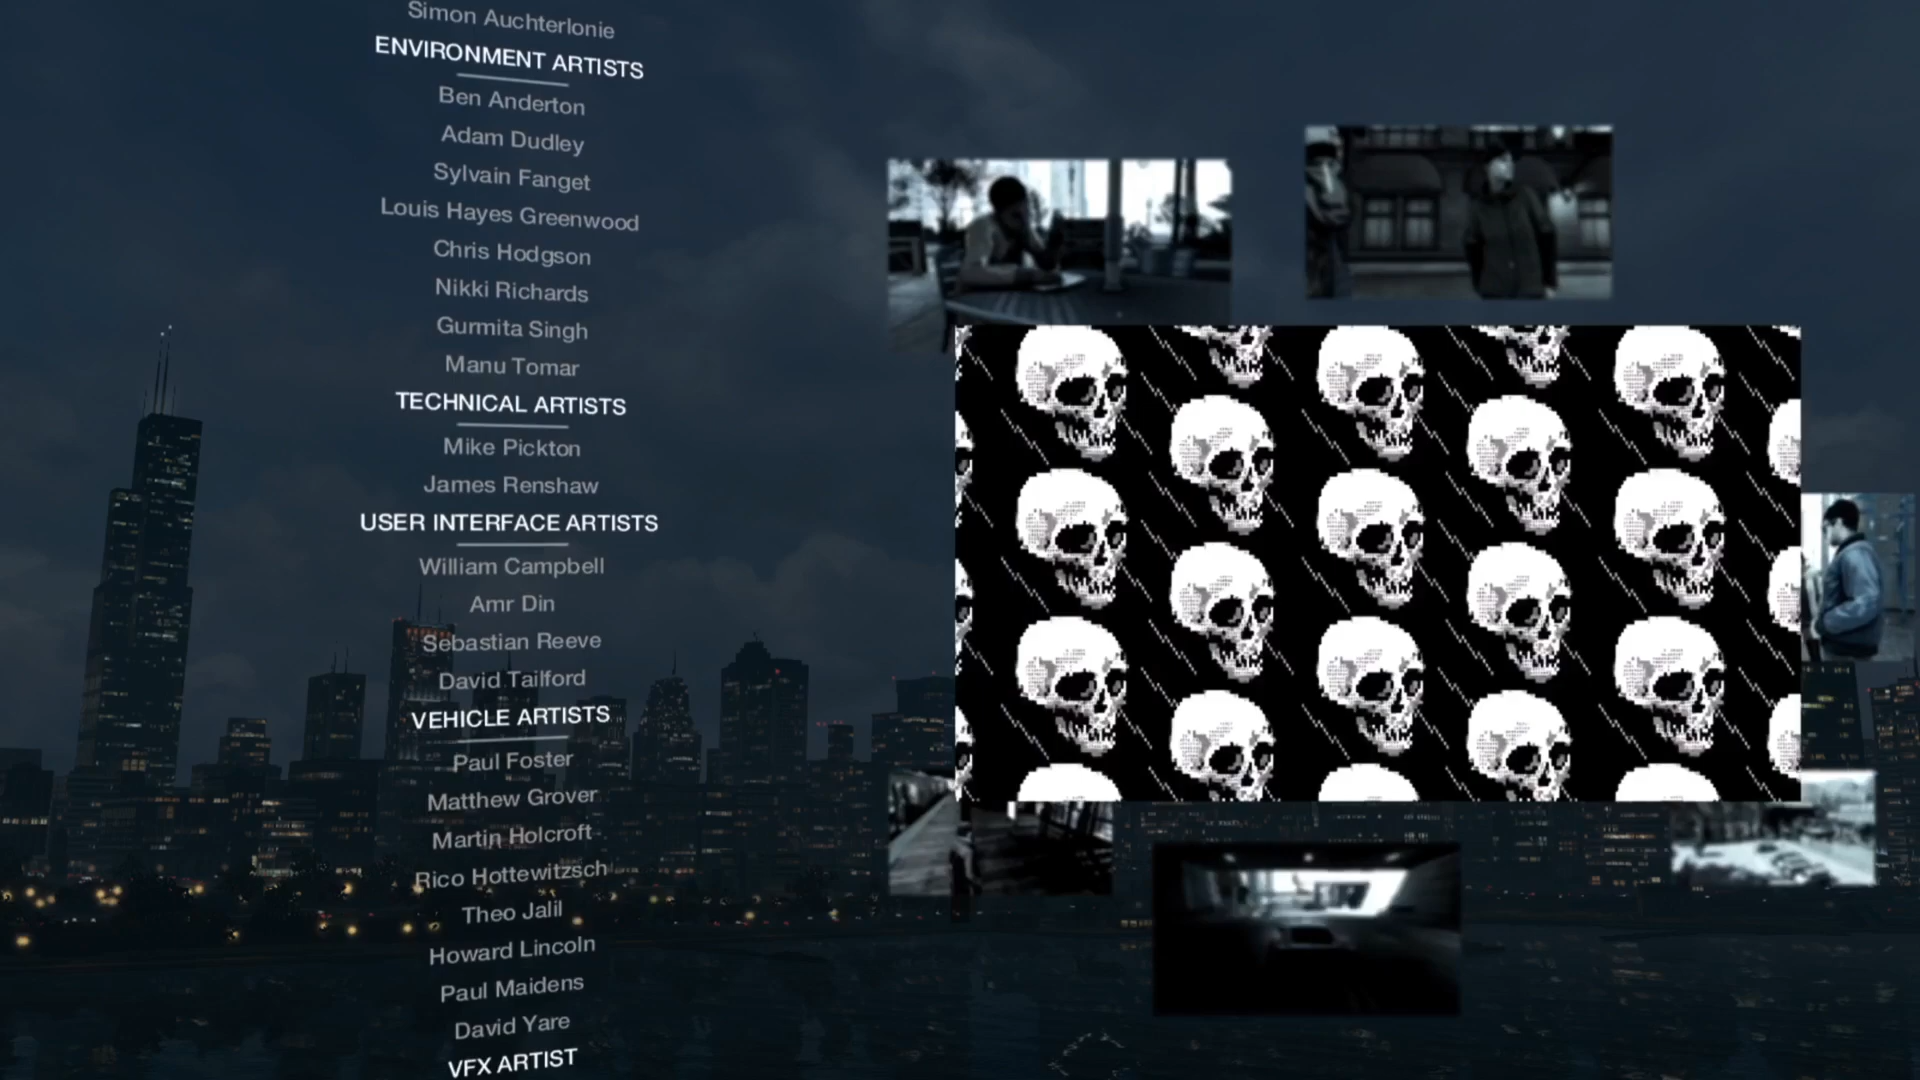 Simon Auchterlonie
ENVIRONMENT ARTISTS
Ben Anderton
Adam Dudley
Sylvain Fanget
Louis Hayes Greenwood
Chris Hodgson
Nikki Richards
Gurmita Singh
Manu Tomar
TECHNICAL ARTISTS
Mike Pickton
James Renshaw
USER INTERFACE ARTISTS
William Campbell
Amr Din
Sebastian Reeve
David Tailford
VEHICLE ARTISTS
Paul Foster
Matthew Grover
Martin Holcroft
Rico Hottewitzsch
Theo Jalil
Howard Lincoln
Paul Maidens
David Yare
VFX ARTIST